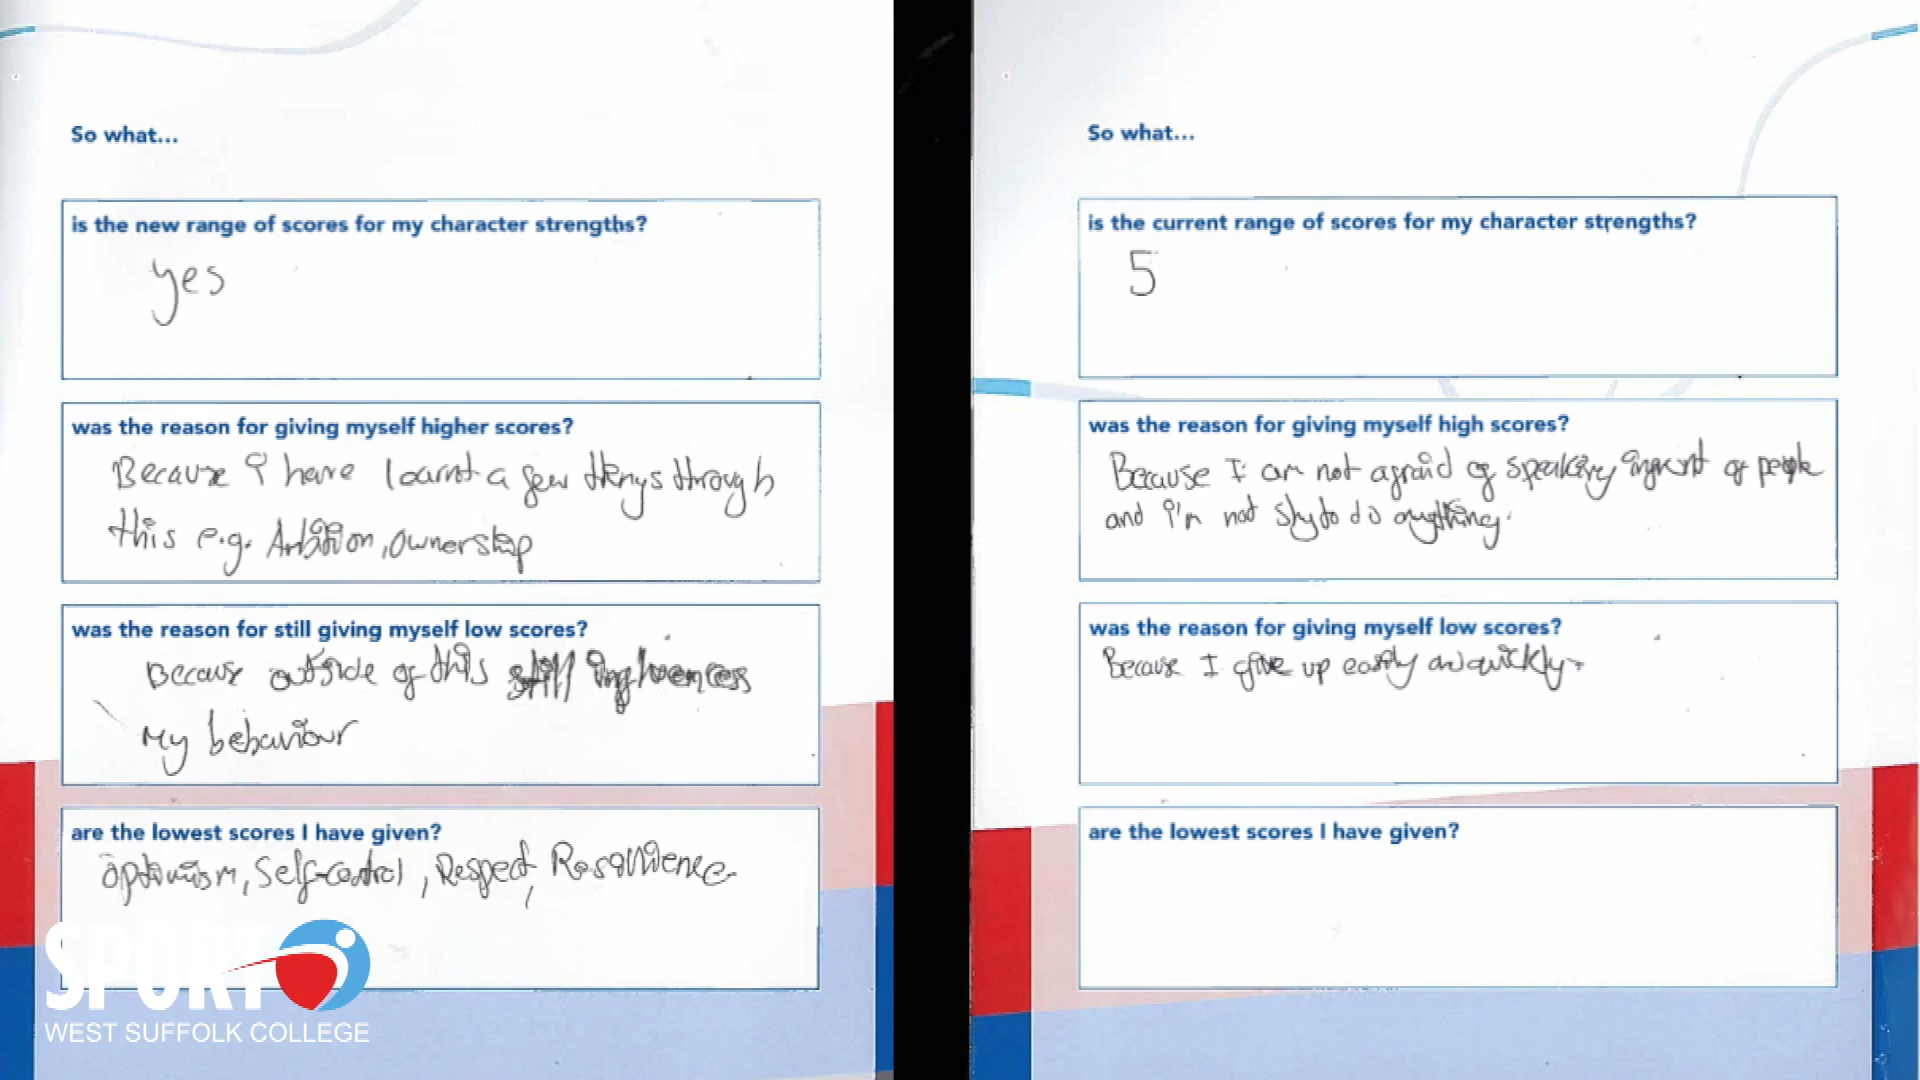 So what...
is the new range of scores for my character strengths?
yes
was the reason for giving myself higher scores?
Because I have learnt a few things through
this e.g. Ambition, Ownership
was the reason for still giving myself low scores?
Because outside of this still influences
my behaviour
are the lowest scores I have given?
optimism, Self-control, Respect,
SPORT
WEST SUFFOLK COLLEGE
So what...
is the current range of scores for my character strengths?
5
was the reason for giving myself high scores?
Because I am not afraid of speaking infront of people
and i'm not shy to do anything.
was the reason for giving myself low scores?
Because I give up easily and quickly.
are the lowest scores I have given?